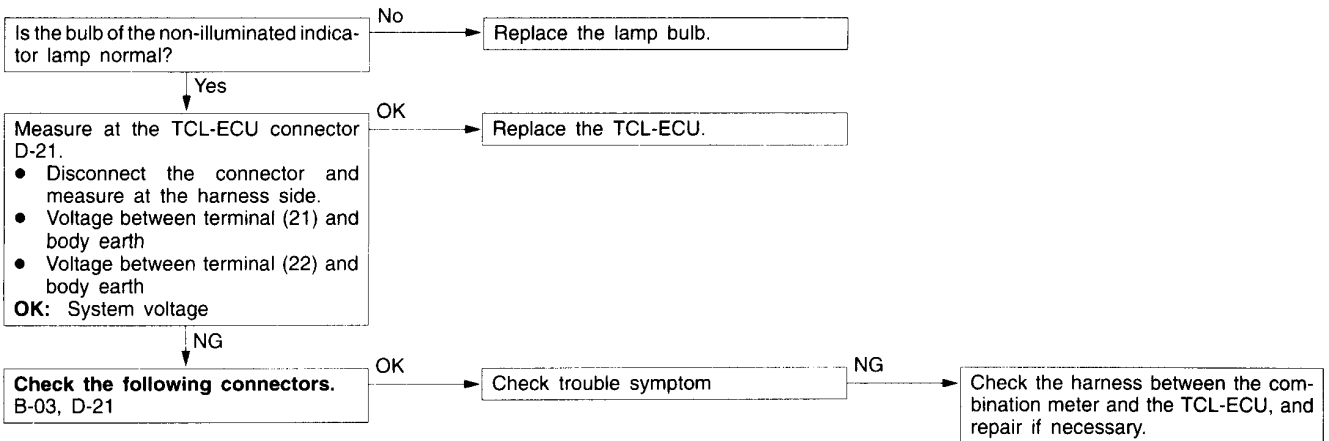 Is the bulb of the non-illuminated indica-
tor lamp normal?
No
Replace the lamp bulb.
Yes
Measure at the TCL-ECU connector
D-21.
● Disconnect the connector and
measure at the harness side.
● Voltage between terminal (21) and
body earth
● Voltage between terminal (22) and
body earth
OK: System voltage
OK
Replace the TCL-ECU.
NG
Check the following connectors.
B-03, D-21
OK
Check trouble symptom
NG
Check the harness between the com-
bination meter and the TCL-ECU, and
repair if necessary.